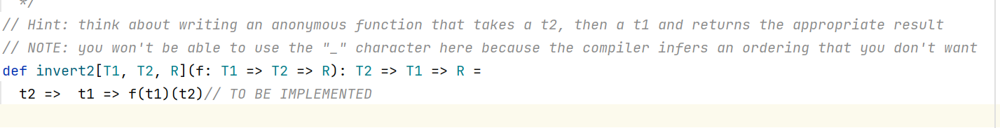 */
// Hint: think about writing an anonymous function that takes a t2, then a t1 and returns the appropriate result
// NOTE: you won't be able to use the "_" character here because the compiler infers an ordering that you don't want
def invert2[T1, T2, R](f: T1 => T2 => R): T2 => T1 => R =
  t2 =>  t1 => f(t1)(t2)// TO BE IMPLEMENTED